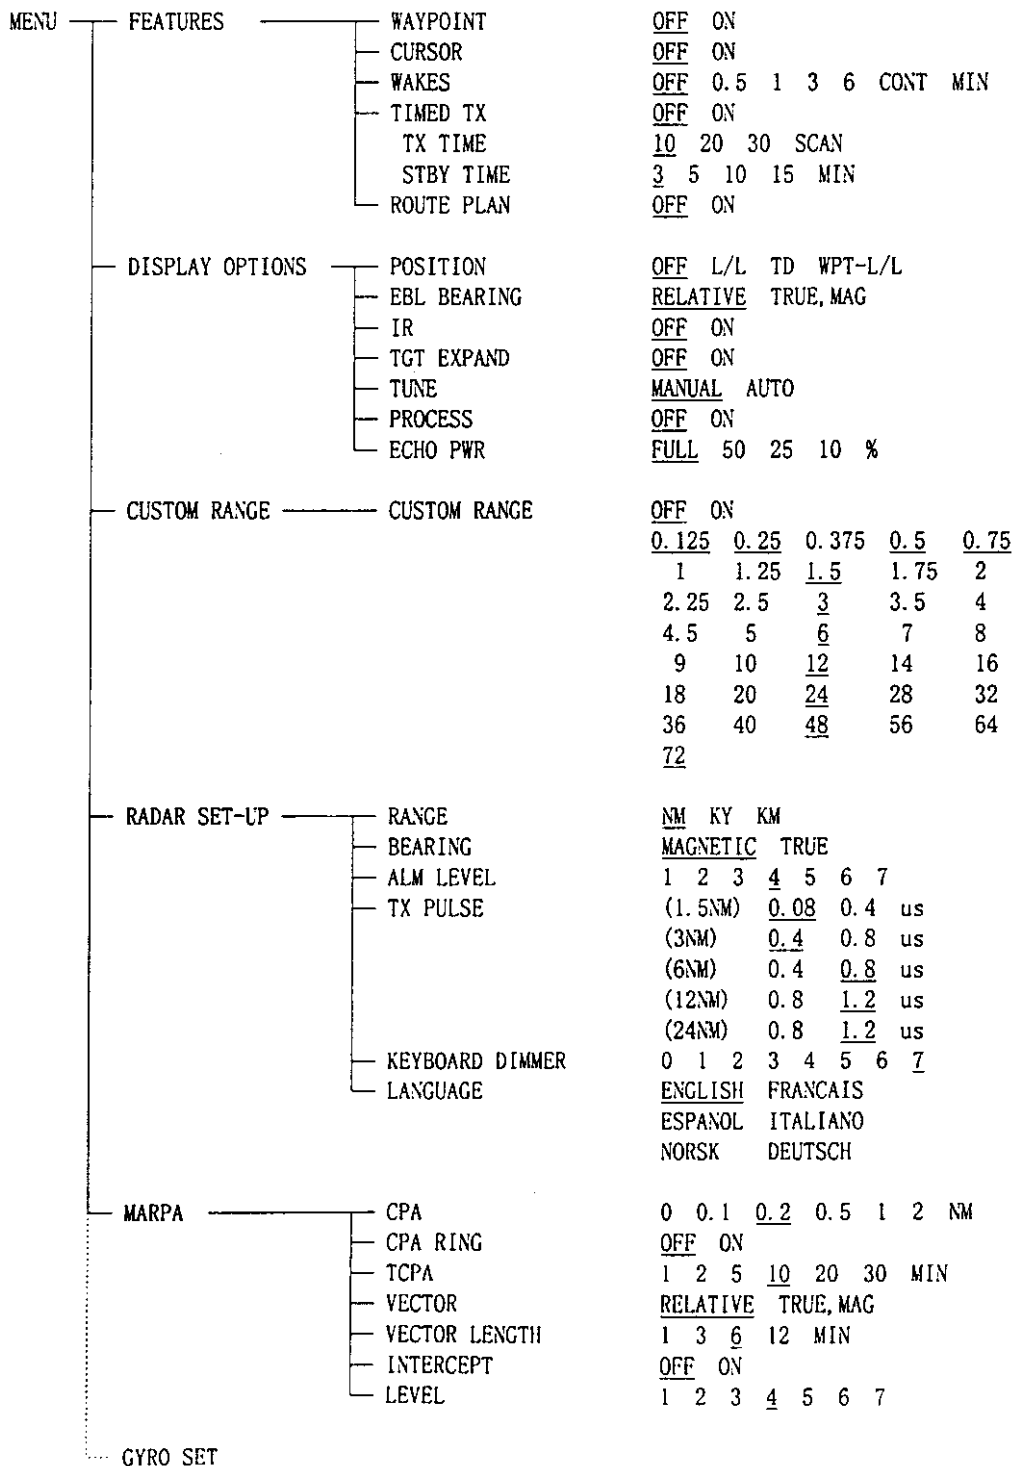 MENU FEATURES WAYPOINT OFF ON
CURSOR OFF ON
WAKES OFF 0.5 1 3 6 CONT MIN
TIMED TX OFF ON
TX TIME 10 20 30 SCAN
STBY TIME 3 5 10 15 MIN
ROUTE PLAN OFF ON
DISPLAY OPTIONS POSITION OFF L/L TD WPT-L/L
EBL BEARING RELATIVE TRUE,MAG
IR OFF ON
TGT EXPAND OFF ON
TUNE MANUAL AUTO
PROCESS OFF ON
ECHO PWR FULL 50 25 10 %
CUSTOM RANGE CUSTOM RANGE OFF ON
0.125 0.25 0.375 0.5 0.75
1 1.25 1.5 1.75 2
2.25 2.5 3 3.5 4
4.5 5 6 7 8
9 10 12 14 16
18 20 24 28 32
36 40 48 56 64
72
RADAR SET-UP RANGE NM KY KM
BEARING MAGNETIC TRUE
ALM LEVEL 1 2 3 4 5 6 7
TX PULSE (1.5NM) 0.08 0.4 us
(3NM) 0.4 0.8 us
(6NM) 0.4 0.8 us
(12NM) 0.8 1.2 us
(24NM) 0.8 1.2 us
KEYBOARD DIMMER 0 1 2 3 4 5 6 7
LANGUAGE ENGLISH FRANCAIS
ESPANOL ITALIANO
NORSK DEUTSCH
MARPA CPA 0 0.1 0.2 0.5 1 2 NM
CPA RING OFF ON
TCPA 1 2 5 10 20 30 MIN
VECTOR RELATIVE TRUE,MAG
VECTOR LENGTH 1 3 6 12 MIN
INTERCEPT OFF ON
LEVEL 1 2 3 4 5 6 7
GYRO SET